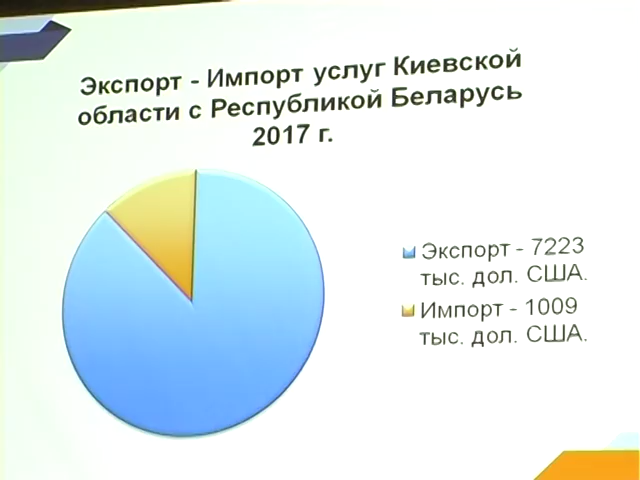 Экспорт - Импорт услуг Киевской
области с Республикой Беларусь
2017 г.
Экспорт - 7223
тыс. дол. США.
Импорт - 1009
тыс. дол. США.